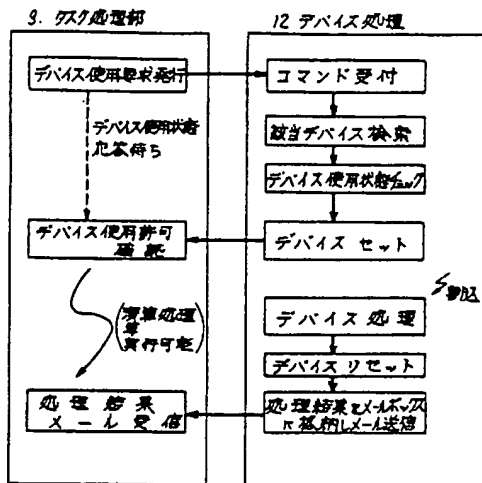 9. タスク処理部
12 デバイス処理
デバイス使用要求発行
コマンド受付
デバイス使用状態
応答待ち
該当デバイス検索
デバイス使用状態チェック
デバイス使用許可
確認
デバイスセット
割込
デバイス処理
(演算処理
等
実行可能)
デバイスリセット
処理結果
メール受信
処理結果をメールボックス
に格納しメール送信